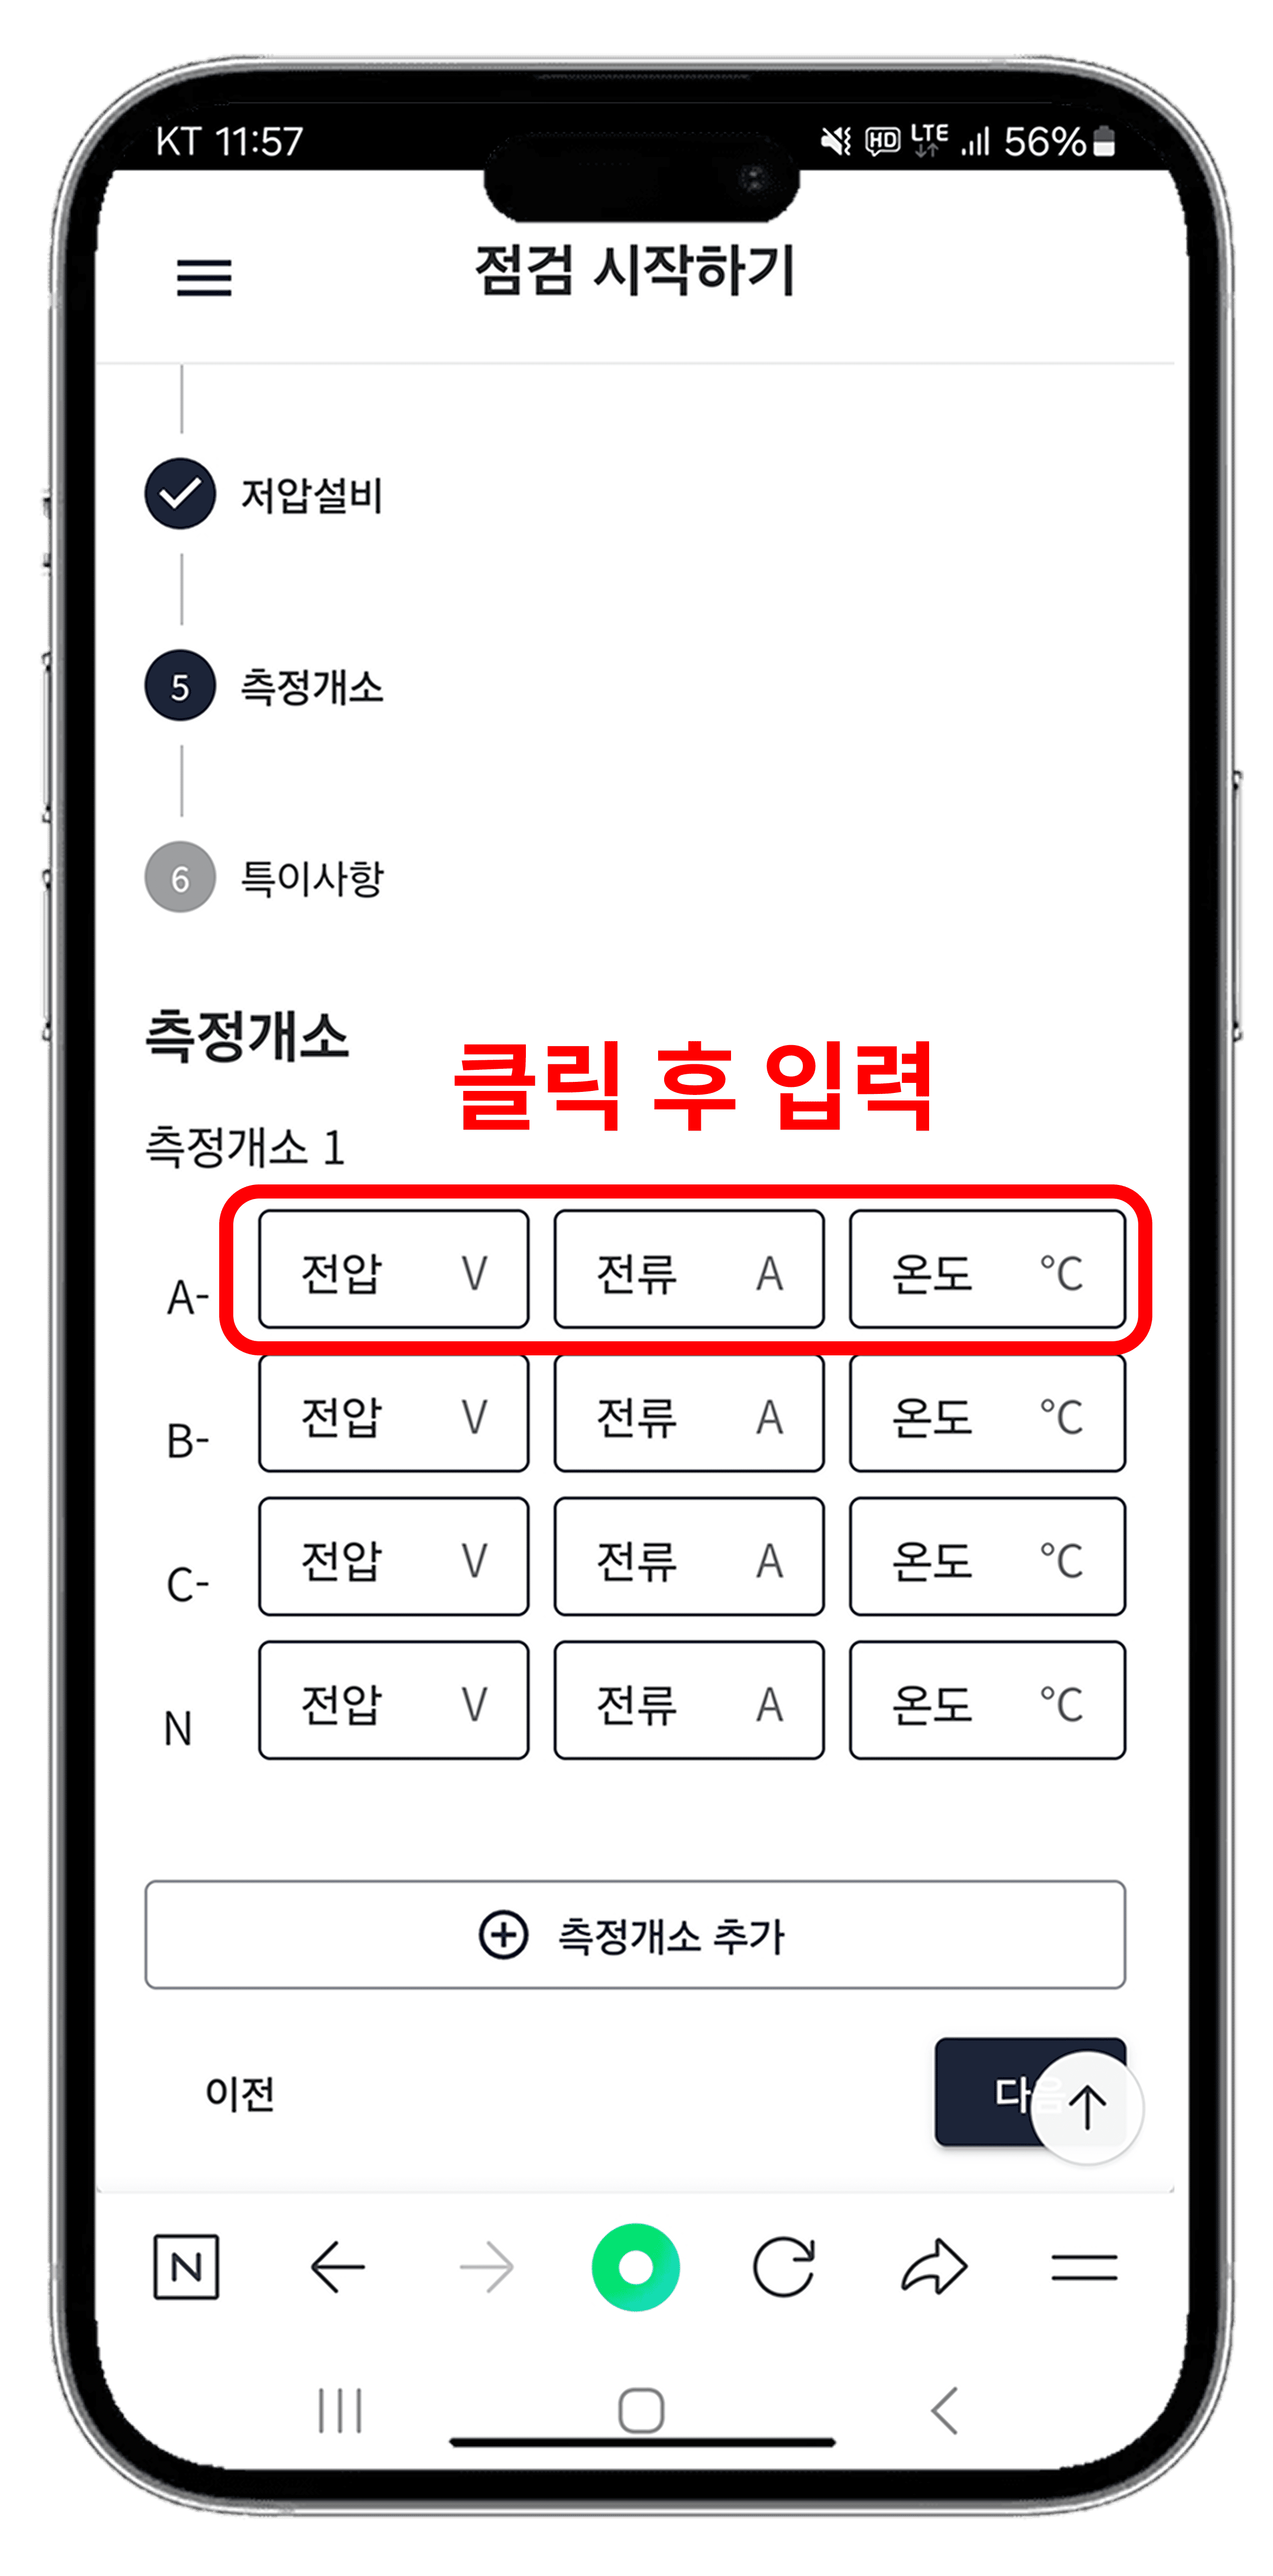 KT 11:57 HD LTE 56%
점검 시작하기
저압설비
5 측정개소
6 특이사항
측정개소
클릭 후 입력
측정개소 1
A- 전압 V 전류 A 온도 °C
B- 전압 V 전류 A 온도 °C
C- 전압 V 전류 A 온도 °C
N 전압 V 전류 A 온도 °C
측정개소 추가
이전 다음
N